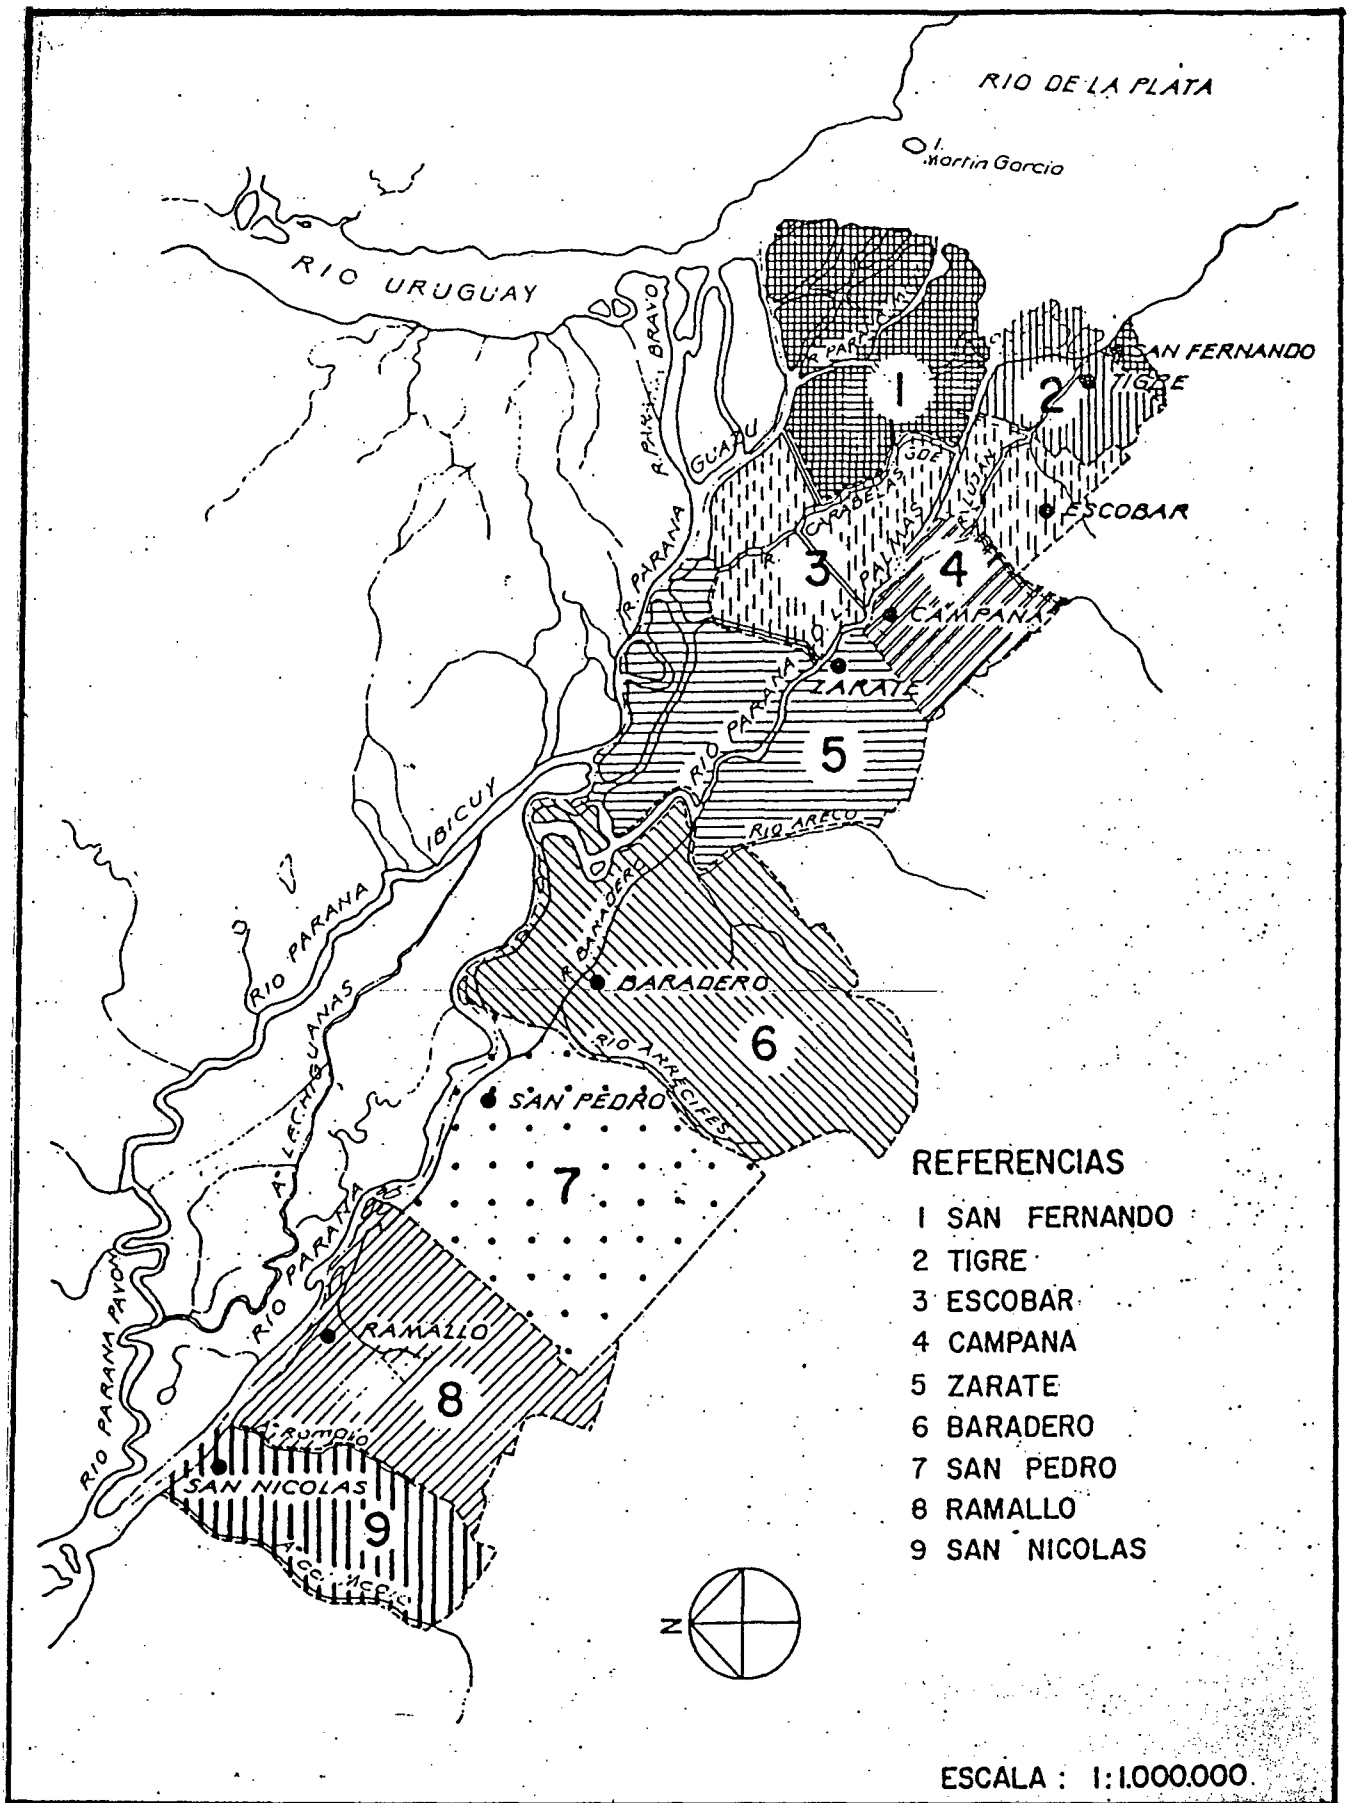 RIO DE LA PLATA
I.
Martin Garcia
RIO URUGUAY
BRAVO
GUAZU
R. PARANA
1
2
SAN FERNANDO
TIGRE
GDE
CARABELAS
R. LUJAN
PALMAS
ESCOBAR
3
4
CAMPANA
ZARATE
RIO PARANA
5
RIO ARECO
IBICUY
RIO PARANA
R. BARADERO
BARADERO
6
RIO ARRECIFES
Aº LECHIGUANAS
SAN PEDRO
7
RIO PARANA
RIO PARANA PAVON
RAMALLO
8
SAN NICOLAS
9
N
REFERENCIAS
1 SAN FERNANDO
2 TIGRE
3 ESCOBAR
4 CAMPANA
5 ZARATE
6 BARADERO
7 SAN PEDRO
8 RAMALLO
9 SAN NICOLAS
ESCALA : 1:1.000.000.